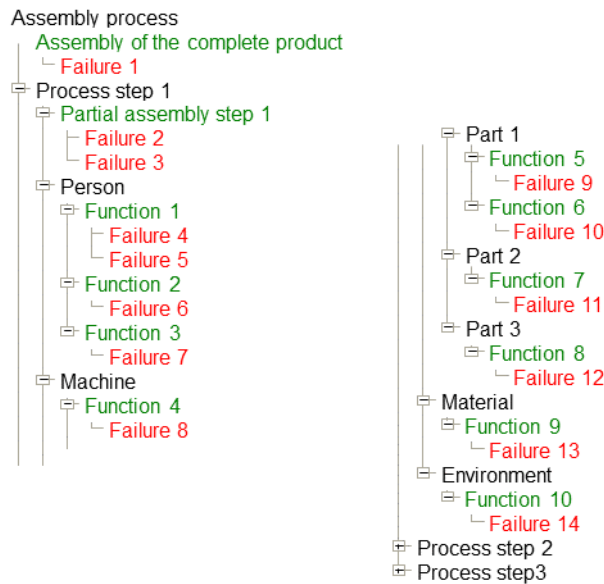 Assembly process
Assembly of the complete product
Failure 1
Process step 1
Partial assembly step 1
Failure 2
Failure 3
Person
Function 1
Failure 4
Failure 5
Function 2
Failure 6
Function 3
Failure 7
Machine
Function 4
Failure 8
Part 1
Function 5
Failure 9
Function 6
Failure 10
Part 2
Function 7
Failure 11
Part 3
Function 8
Failure 12
Material
Function 9
Failure 13
Environment
Function 10
Failure 14
Process step 2
Process step3